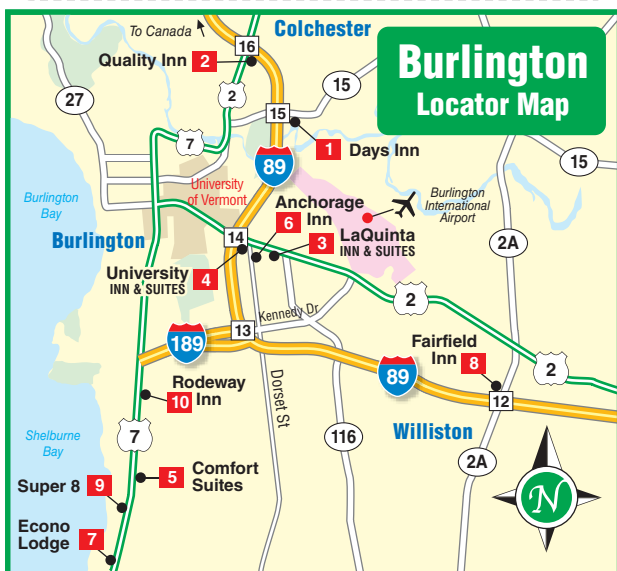 To Canada
Colchester
16
Quality Inn 2
Burlington
Locator Map
27
2
15
15
7
1 Days Inn
89
15
University
of Vermont
Burlington
Bay
Anchorage
Inn
6
Burlington
International
Airport
Burlington
14
3
LaQuinta
INN & SUITES
2A
University
INN & SUITES
4
2
Kennedy Dr
13
189
Fairfield
Inn
8
2
89
Rodeway
Inn
10
Dorset St
12
Shelburne
Bay
7
116
Williston
2A
5
Comfort
Suites
Super 8 9
N
Econo
Lodge
7